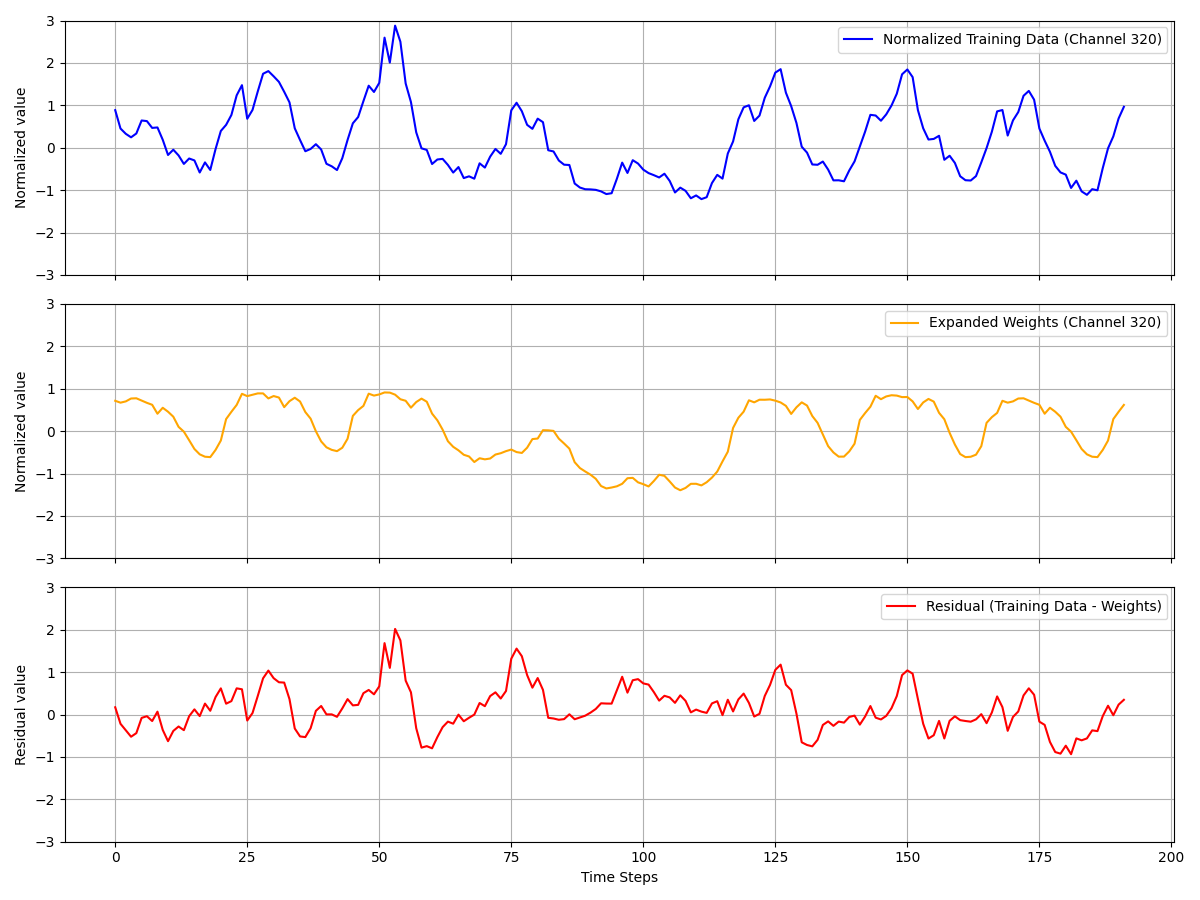 Normalized value
3
2
1
0
−1
−2
−3
Normalized Training Data (Channel 320)
Normalized value
3
2
1
0
−1
−2
−3
Expanded Weights (Channel 320)
Residual value
3
2
1
0
−1
−2
−3
Residual (Training Data - Weights)
0 25 50 75 100 125 150 175 200
Time Steps